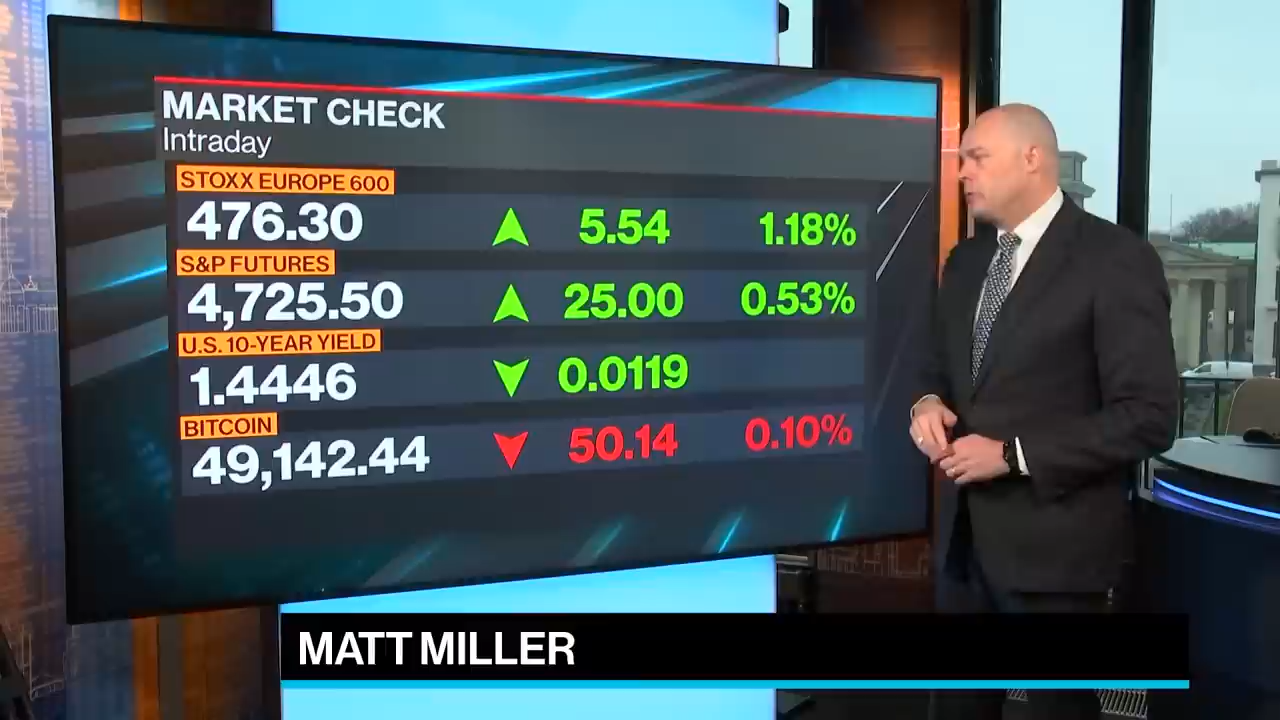 MARKET CHECK
Intraday
STOXX EUROPE 600
476.30 5.54 1.18%
S&P FUTURES
4,725.50 25.00 0.53%
U.S. 10-YEAR YIELD
1.4446 0.0119
BITCOIN
49,142.44 50.14 0.10%
MATT MILLER